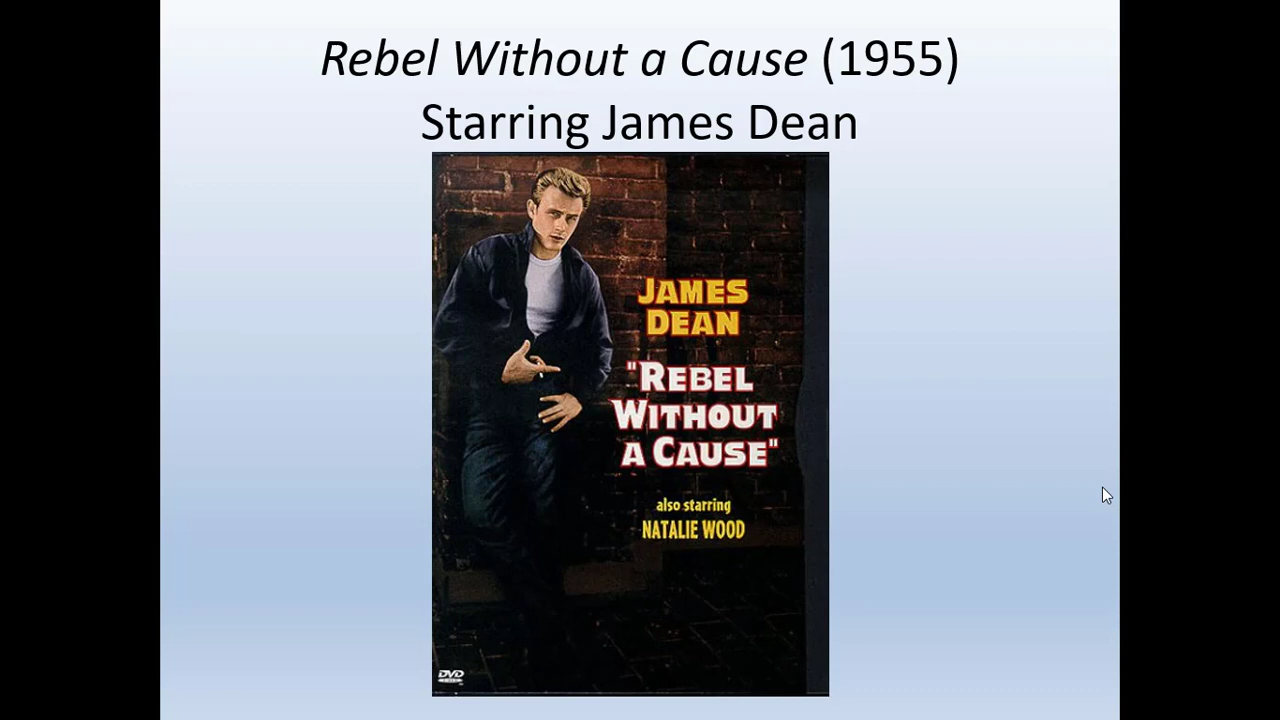 Rebel Without a Cause (1955)
Starring James Dean
JAMES
DEAN
"REBEL
WITHOUT
A CAUSE"
also starring
NATALIE WOOD
DVD